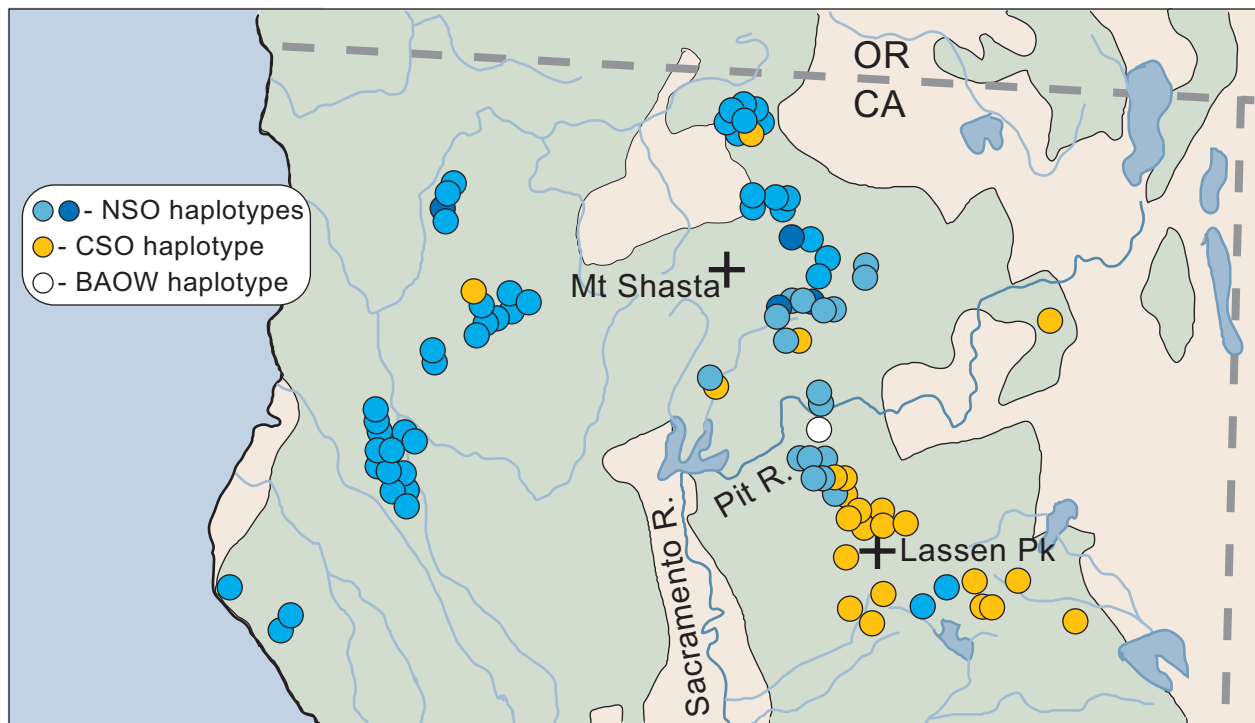 OR
CA
- NSO haplotypes
- CSO haplotype
- BAOW haplotype
Mt Shasta
Pit R.
Sacramento R.
Lassen Pk